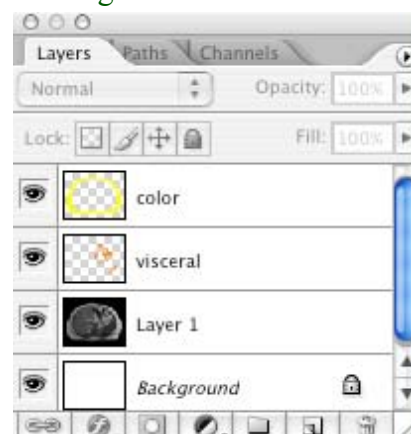 Layers Paths Channels
Normal Opacity: 100%
Lock: Fill: 100%
color
visceral
Layer 1
Background